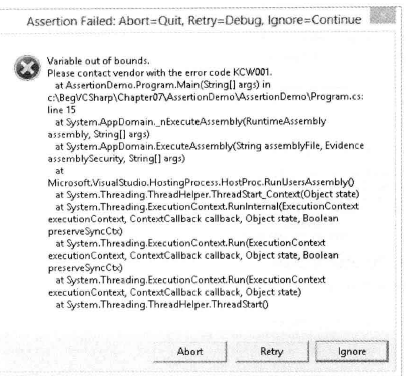 Assertion Failed: Abort=Quit, Retry=Debug, Ignore=Continue
Variable out of bounds.
Please contact vendor with the error code KCW001.
at AssertionDemo.Program.Main(String[] args) in
c:\BegVCSharp\Chapter07\AssertionDemo\AssertionDemo\Program.cs:
line 15
at System.AppDomain._nExecuteAssembly(RuntimeAssembly
assembly, String[] args)
at System.AppDomain.ExecuteAssembly(String assemblyFile, Evidence
assemblySecurity, String[] args)
at
Microsoft.VisualStudio.HostingProcess.HostProc.RunUsersAssembly()
at System.Threading.ThreadHelper.ThreadStart_Context(Object state)
at System.Threading.ExecutionContext.RunInternal(ExecutionContext
executionContext, ContextCallback callback, Object state, Boolean
preserveSyncCtx)
at System.Threading.ExecutionContext.Run(ExecutionContext
executionContext, ContextCallback callback, Object state, Boolean
preserveSyncCtx)
at System.Threading.ExecutionContext.Run(ExecutionContext
executionContext, ContextCallback callback, Object state)
at System.Threading.ThreadHelper.ThreadStart()
Abort Retry Ignore